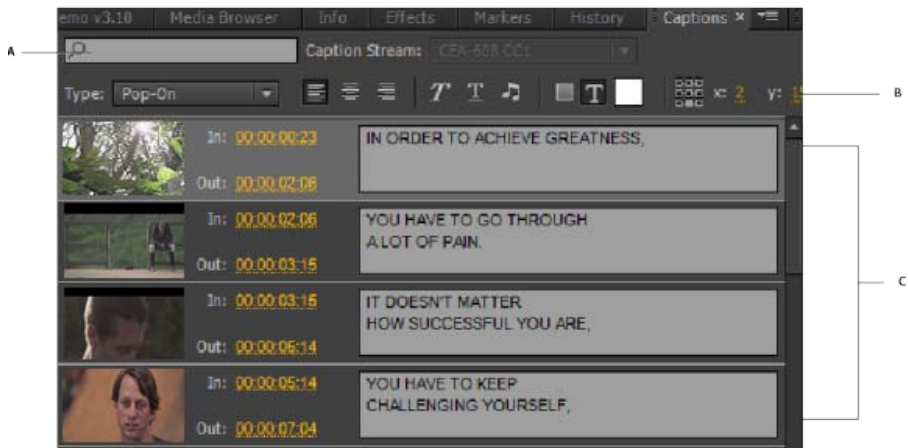 emo v3.10 Media Browser Info Effects Markers History Captions
A
Caption Stream: CEA-608 CC1
Type: Pop-On T T T x: 2 y: 15
B
In: 00:00:00:23
IN ORDER TO ACHIEVE GREATNESS,
Out: 00:00:02:06
In: 00:00:02:06
YOU HAVE TO GO THROUGH
A LOT OF PAIN.
Out: 00:00:03:15
C
In: 00:00:03:15
IT DOESN'T MATTER
HOW SUCCESSFUL YOU ARE,
Out: 00:00:05:14
In: 00:00:05:14
YOU HAVE TO KEEP
CHALLENGING YOURSELF,
Out: 00:00:07:04